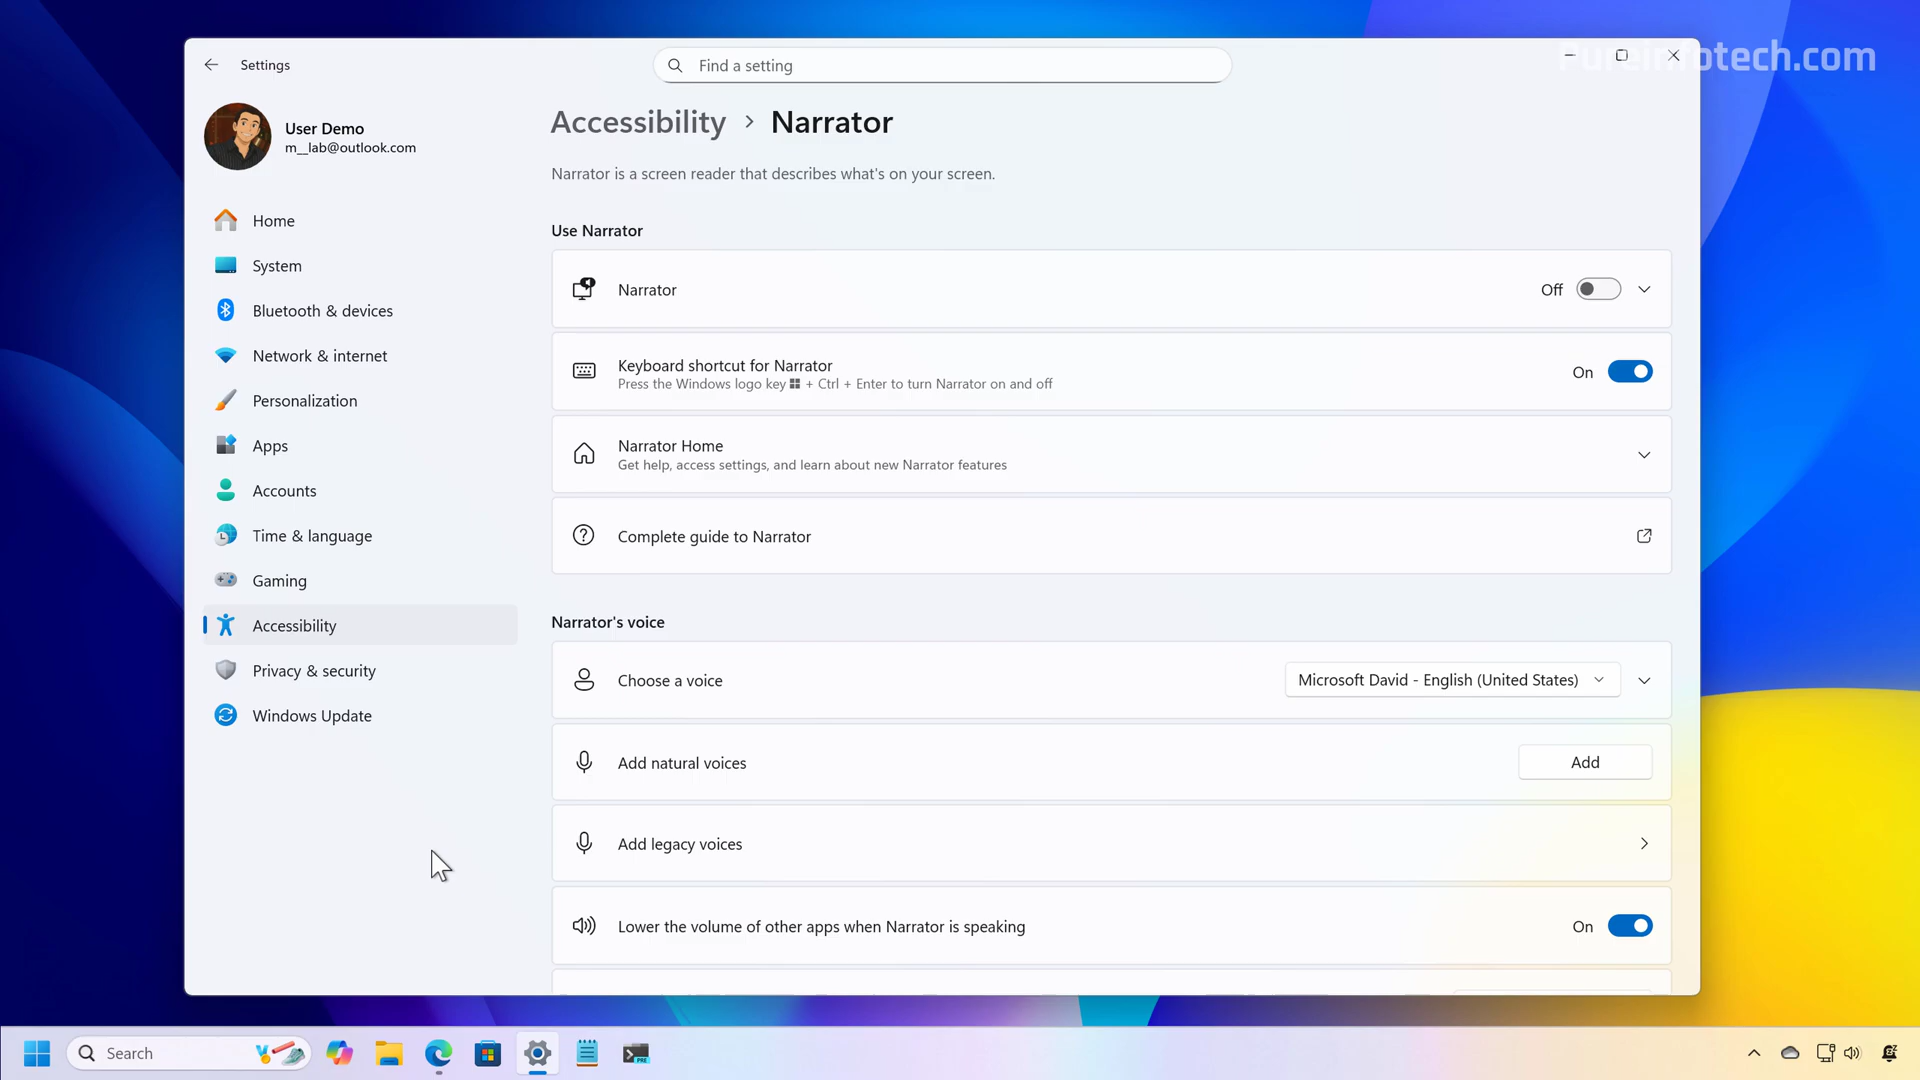 Pureinfotech.com
Settings
Find a setting
User Demo
m__lab@outlook.com
Home
System
Bluetooth & devices
Network & internet
Personalization
Apps
Accounts
Time & language
Gaming
Accessibility
Privacy & security
Windows Update
Accessibility > Narrator
Narrator is a screen reader that describes what's on your screen.
Use Narrator
Narrator Off
Keyboard shortcut for Narrator On
Press the Windows logo key + Ctrl + Enter to turn Narrator on and off
Narrator Home
Get help, access settings, and learn about new Narrator features
Complete guide to Narrator
Narrator's voice
Choose a voice Microsoft David - English (United States)
Add natural voices Add
Add legacy voices
Lower the volume of other apps when Narrator is speaking On
Search PRE